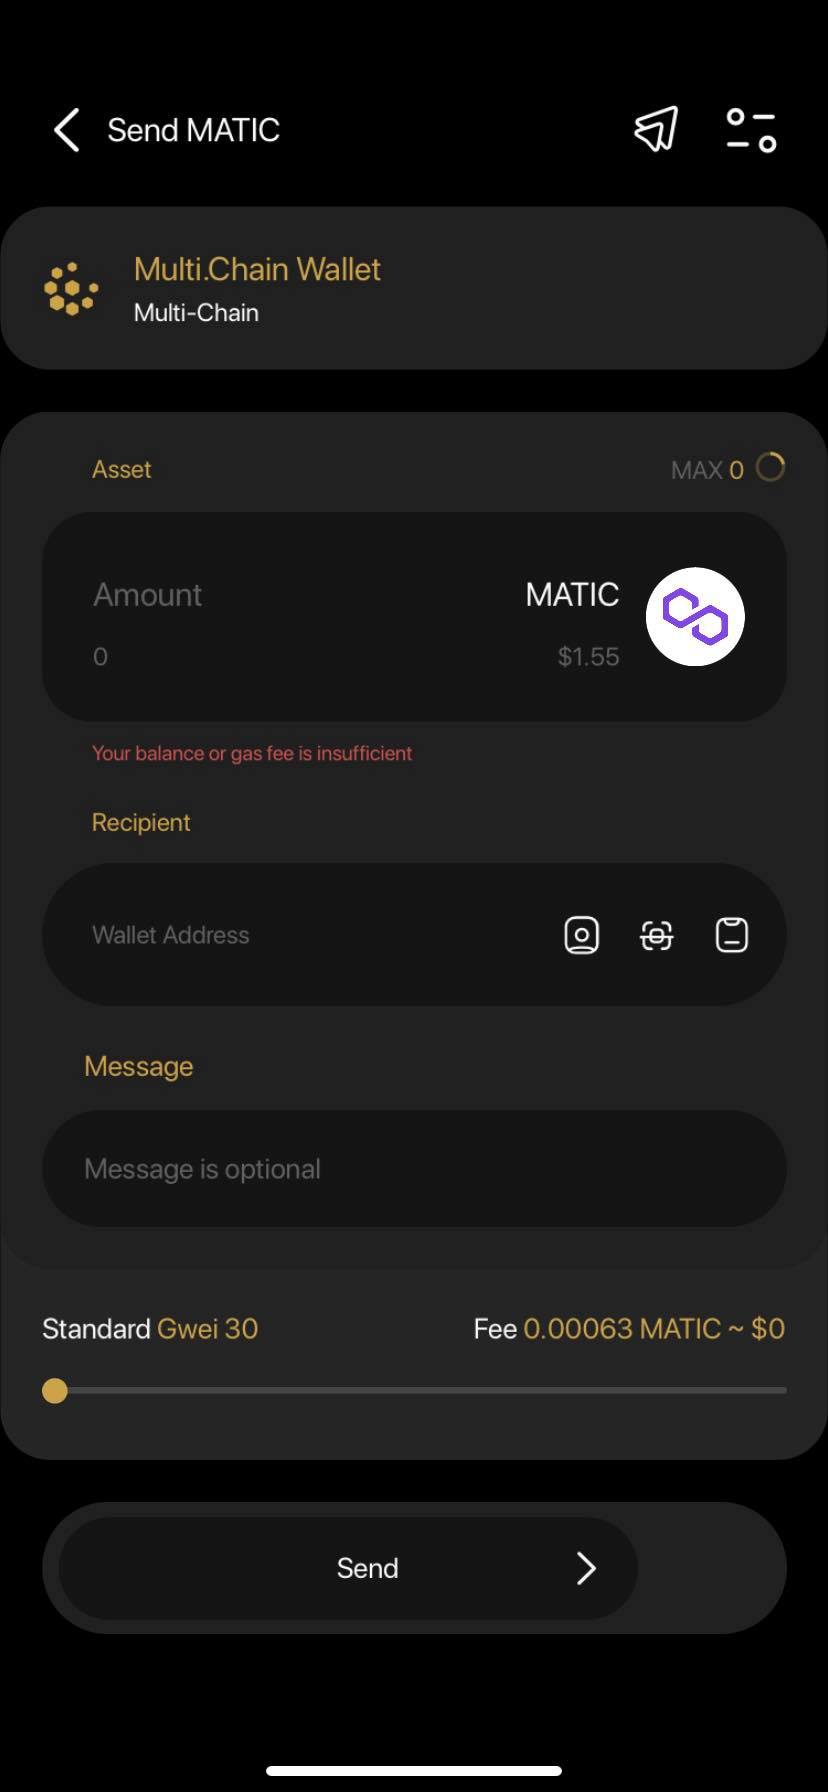 Send MATIC
Multi.Chain Wallet
Multi-Chain
Asset
MAX 0
Amount
MATIC
0
$1.55
Your balance or gas fee is insufficient
Recipient
Wallet Address
Message
Message is optional
Standard Gwei 30
Fee 0.00063 MATIC ~ $0
Send